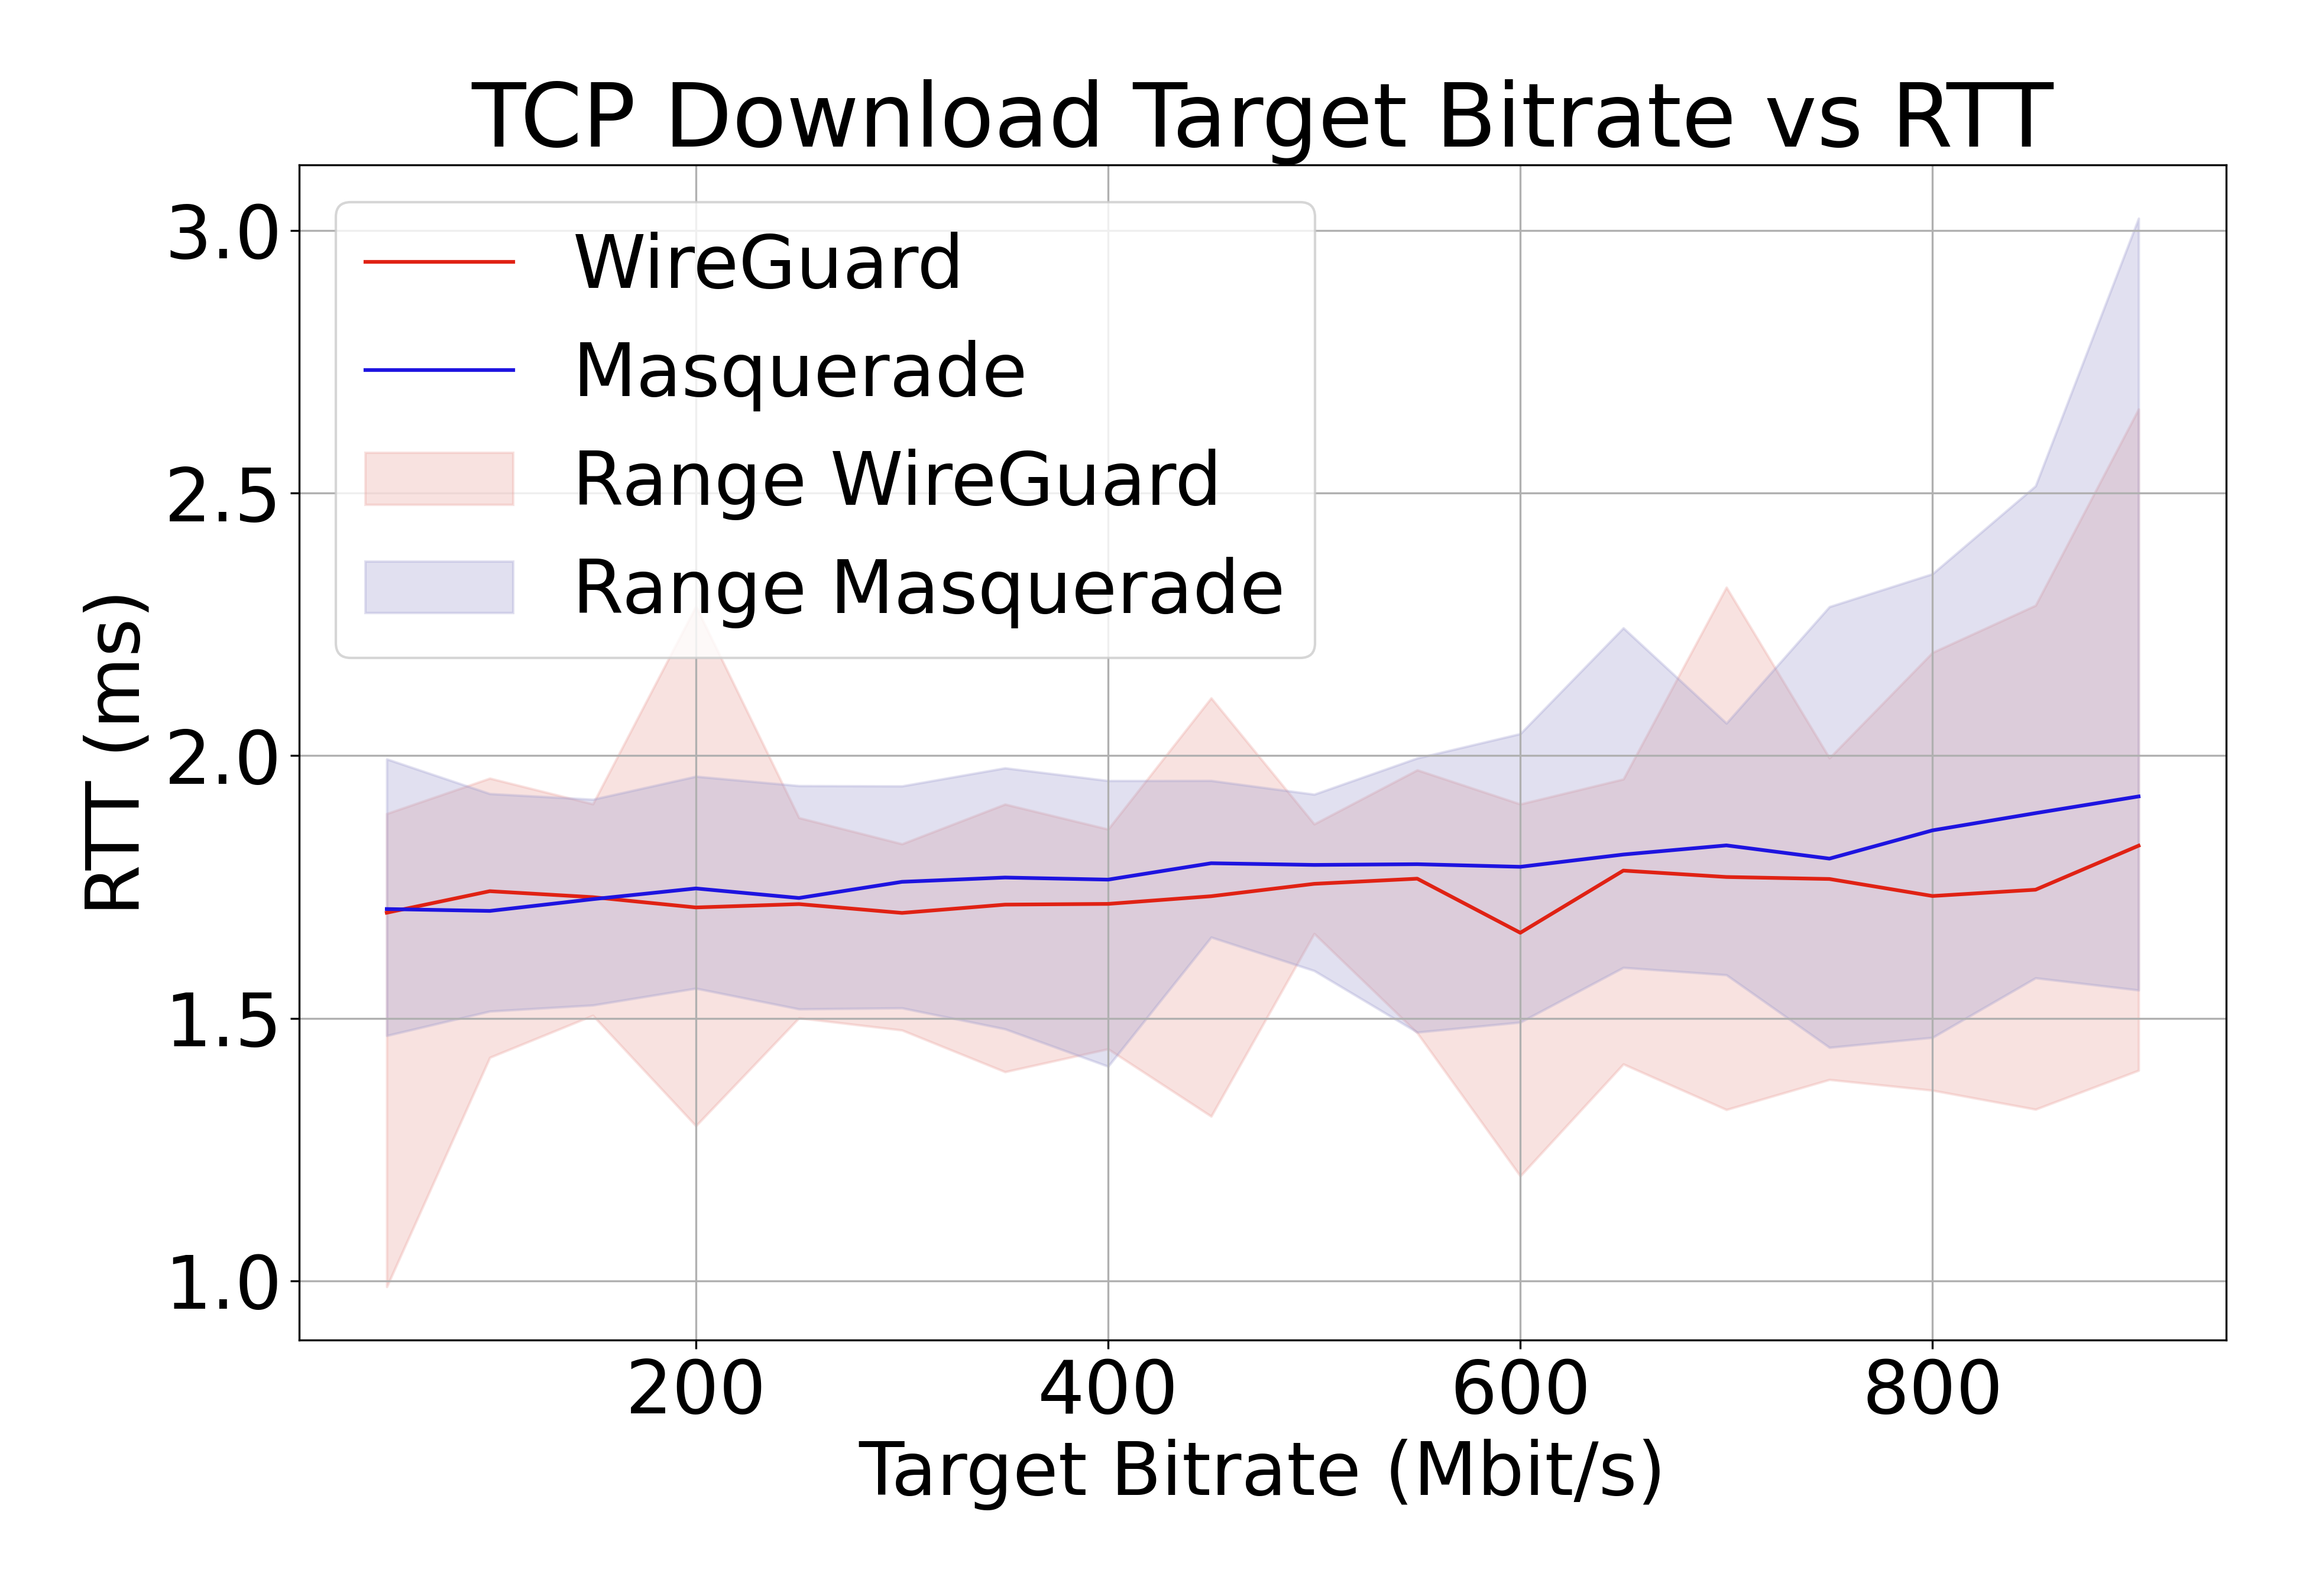 TCP Download Target Bitrate vs RTT
3.0
2.5
2.0
1.5
1.0
RTT (ms)
WireGuard
Masquerade
Range WireGuard
Range Masquerade
200 400 600 800
Target Bitrate (Mbit/s)